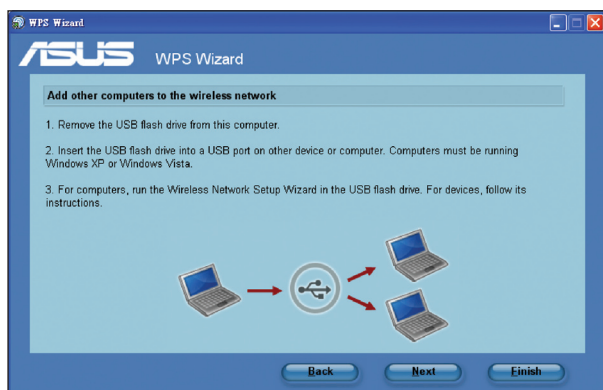 WPS Wizard
ASUS WPS Wizard
Add other computers to the wireless network
1. Remove the USB flash drive from this computer.
2. Insert the USB flash drive into a USB port on other device or computer. Computers must be running
Windows XP or Windows Vista.
3. For computers, run the Wireless Network Setup Wizard in the USB flash drive. For devices, follow its
instructions.
Back Next Finish